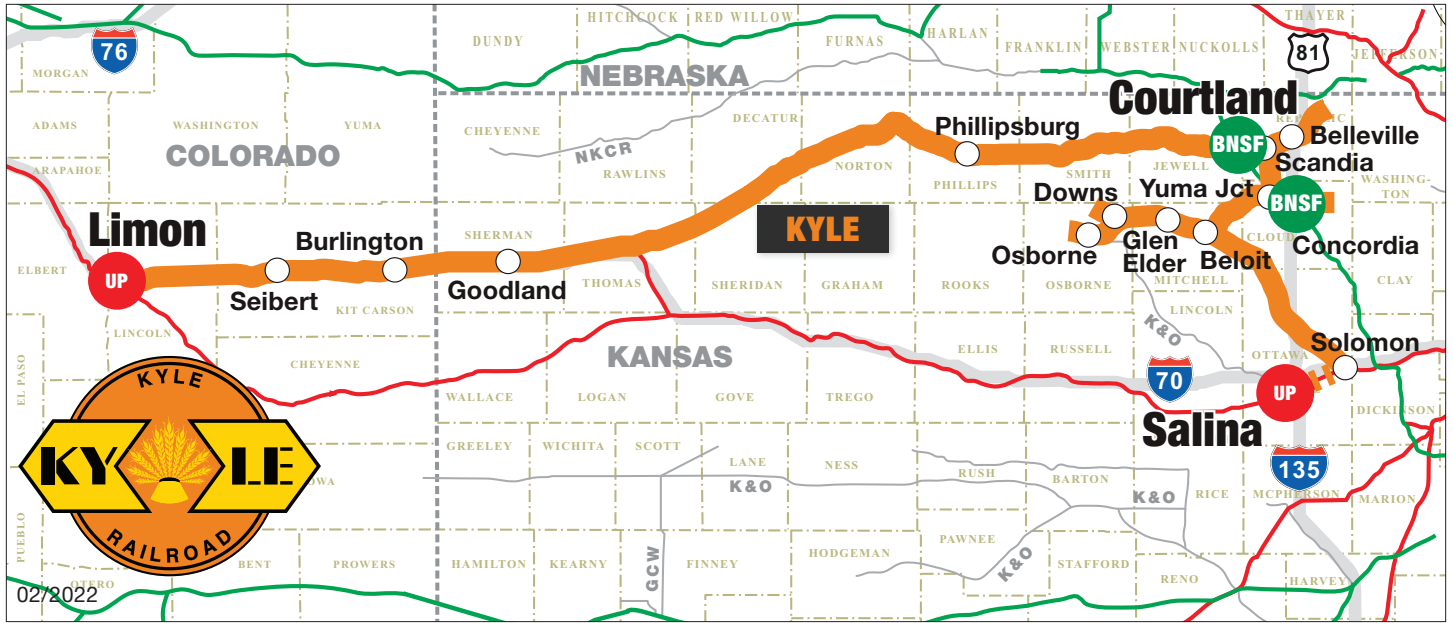 HITCHCOCK
RED WILLOW
THAYER
76
DUNDY
FURNAS
HARLAN
FRANKLIN
WEBSTER
NUCKOLLS
81
JEFFERSON
MORGAN
NEBRASKA
Courtland
ADAMS
WASHINGTON
YUMA
CHEYENNE
DECATUR
Phillipsburg
BNSF
Belleville
COLORADO
NKCR
Scandia
ARAPAHOE
RAWLINS
NORTON
PHILLIPS
SMITH
JEWELL
WASHING-
TON
Downs
Yuma Jct
BNSF
Limon
Burlington
SHERMAN
KYLE
Osborne
Glen
Elder
Beloit
CLOUD
Concordia
ELBERT
UP
Seibert
Goodland
THOMAS
SHERIDAN
GRAHAM
ROOKS
OSBORNE
MITCHELL
CLAY
KIT CARSON
LINCOLN
LINCOLN
K&O
Solomon
CHEYENNE
KANSAS
ELLIS
RUSSELL
OTTAWA
70
EL PASO
KYLE
WALLACE
LOGAN
GOVE
TREGO
UP
DICKINSON
Salina
KY LE
GREELEY
WICHITA
SCOTT
LANE
NESS
RUSH
BARTON
135
K&O
K&O
RICE
MCPHERSON
MARION
PUEBLO
RAILROAD
BENT
PROWERS
HAMILTON
KEARNY
GCW
FINNEY
HODGEMAN
PAWNEE
K&O
STAFFORD
RENO
HARVEY
OTERO
02/2022